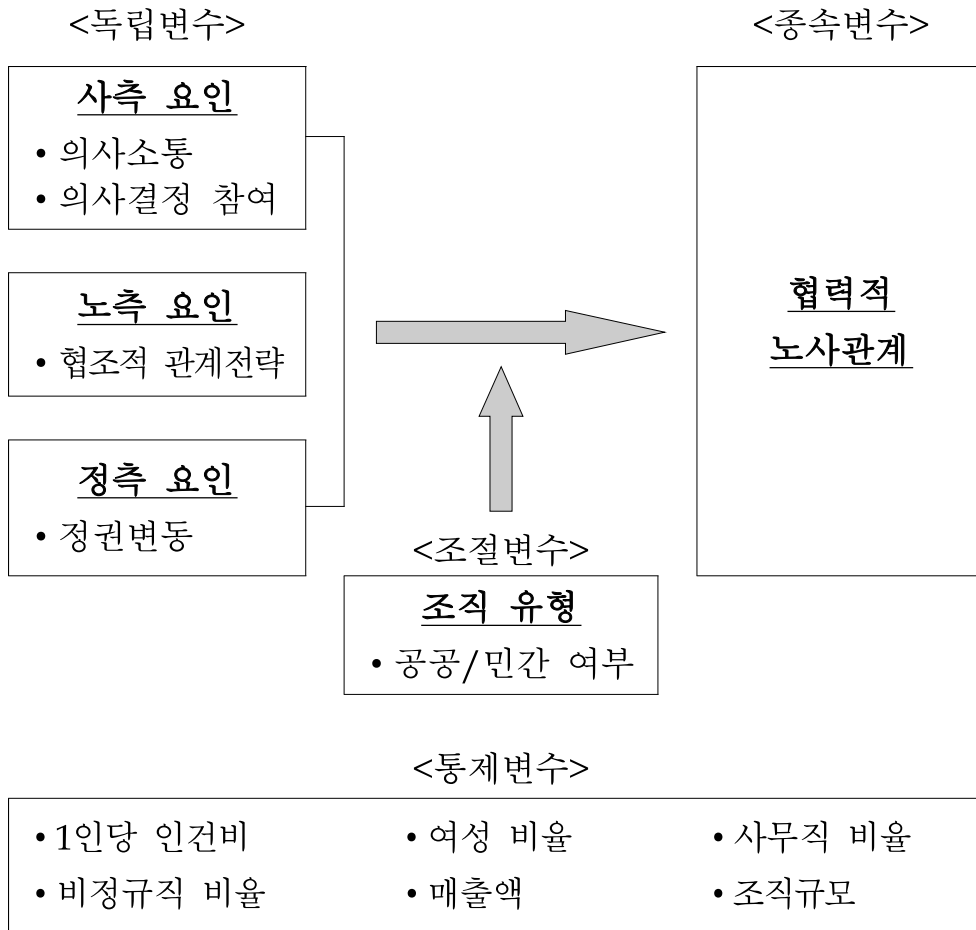 <독립변수>
<종속변수>
사측 요인
• 의사소통
• 의사결정 참여
노측 요인
• 협조적 관계전략
정측 요인
• 정권변동
협력적
노사관계
<조절변수>
조직 유형
• 공공/민간 여부
<통제변수>
• 1인당 인건비 • 여성 비율 • 사무직 비율
• 비정규직 비율 • 매출액 • 조직규모